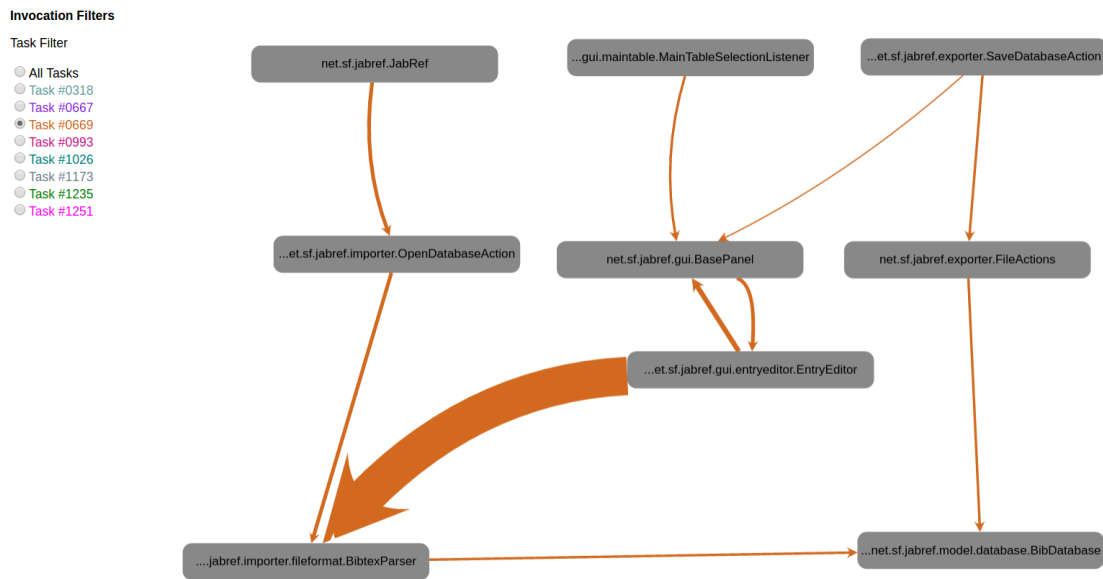 Invocation Filters
Task Filter
All Tasks
Task #0318
Task #0667
Task #0669
Task #0993
Task #1026
Task #1173
Task #1235
Task #1251
net.sf.jabref.JabRef
...gui.maintable.MainTableSelectionListener
...et.sf.jabref.exporter.SaveDatabaseAction
...et.sf.jabref.importer.OpenDatabaseAction
net.sf.jabref.gui.BasePanel
net.sf.jabref.exporter.FileActions
...et.sf.jabref.gui.entryeditor.EntryEditor
....jabref.importer.fileformat.BibtexParser
...net.sf.jabref.model.database.BibDatabase